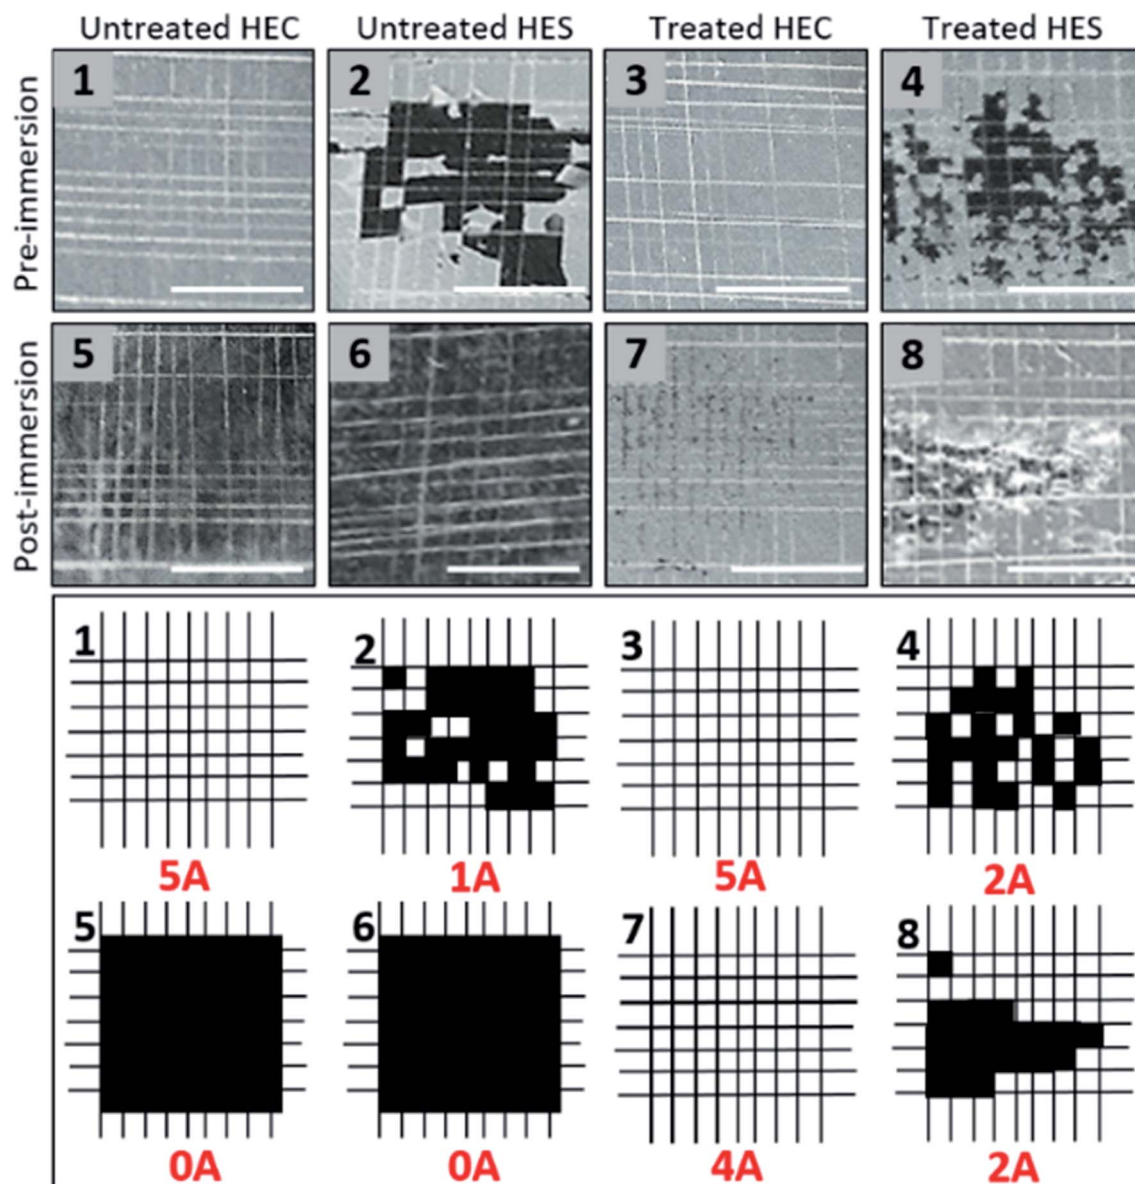 Untreated HEC Untreated HES Treated HEC Treated HES
Pre-immersion
1 2 3 4
Post-immersion
5 6 7 8
1 2 3 4
5A 1A 5A 2A
5 6 7 8
0A 0A 4A 2A